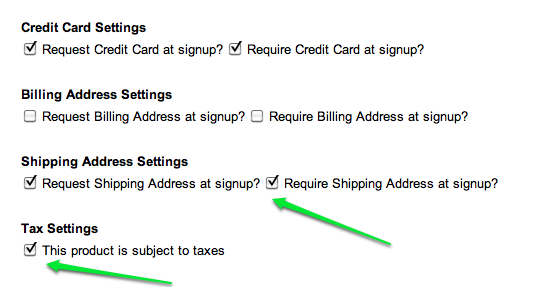 Credit Card Settings
Request Credit Card at signup? Require Credit Card at signup?
Billing Address Settings
Request Billing Address at signup? Require Billing Address at signup?
Shipping Address Settings
Request Shipping Address at signup? Require Shipping Address at signup?
Tax Settings
This product is subject to taxes